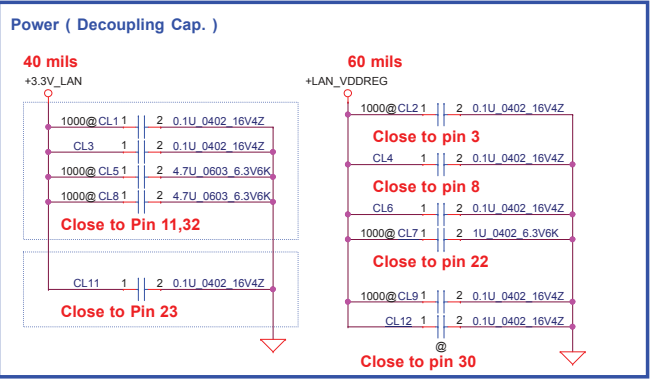 Power ( Decoupling Cap. )
40 mils
+3.3V_LAN
1000@ CL1 1 2 0.1U_0402_16V4Z
CL3 1 2 0.1U_0402_16V4Z
1000@ CL5 1 2 4.7U_0603_6.3V6K
1000@ CL8 1 2 4.7U_0603_6.3V6K
Close to Pin 11,32
CL11 1 2 0.1U_0402_16V4Z
Close to Pin 23
60 mils
+LAN_VDDREG
1000@ CL2 1 2 0.1U_0402_16V4Z
Close to pin 3
CL4 1 2 0.1U_0402_16V4Z
Close to pin 8
CL6 1 2 0.1U_0402_16V4Z
1000@ CL7 1 2 1U_0402_6.3V6K
Close to pin 22
1000@ CL9 1 2 0.1U_0402_16V4Z
CL12 1 2 0.1U_0402_16V4Z
@
Close to pin 30